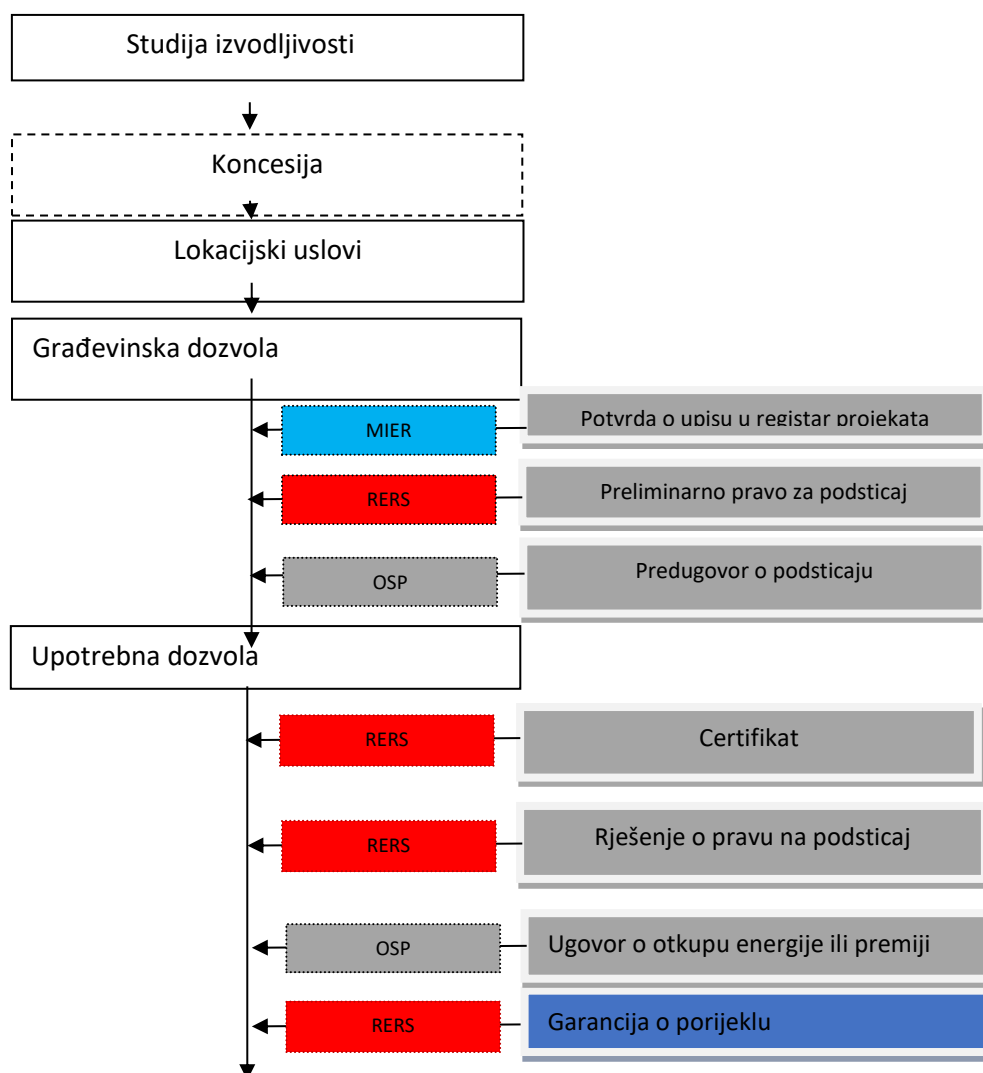 Studija izvodljivosti
Koncesija
Lokacijski uslovi
Građevinska dozvola
MIER
Potvrda o upisu u registar projekata
RERS
Preliminarno pravo za podsticaj
OSP
Predugovor o podsticaju
Upotrebna dozvola
RERS
Certifikat
RERS
Rješenje o pravu na podsticaj
OSP
Ugovor o otkupu energije ili premiji
RERS
Garancija o porijeklu